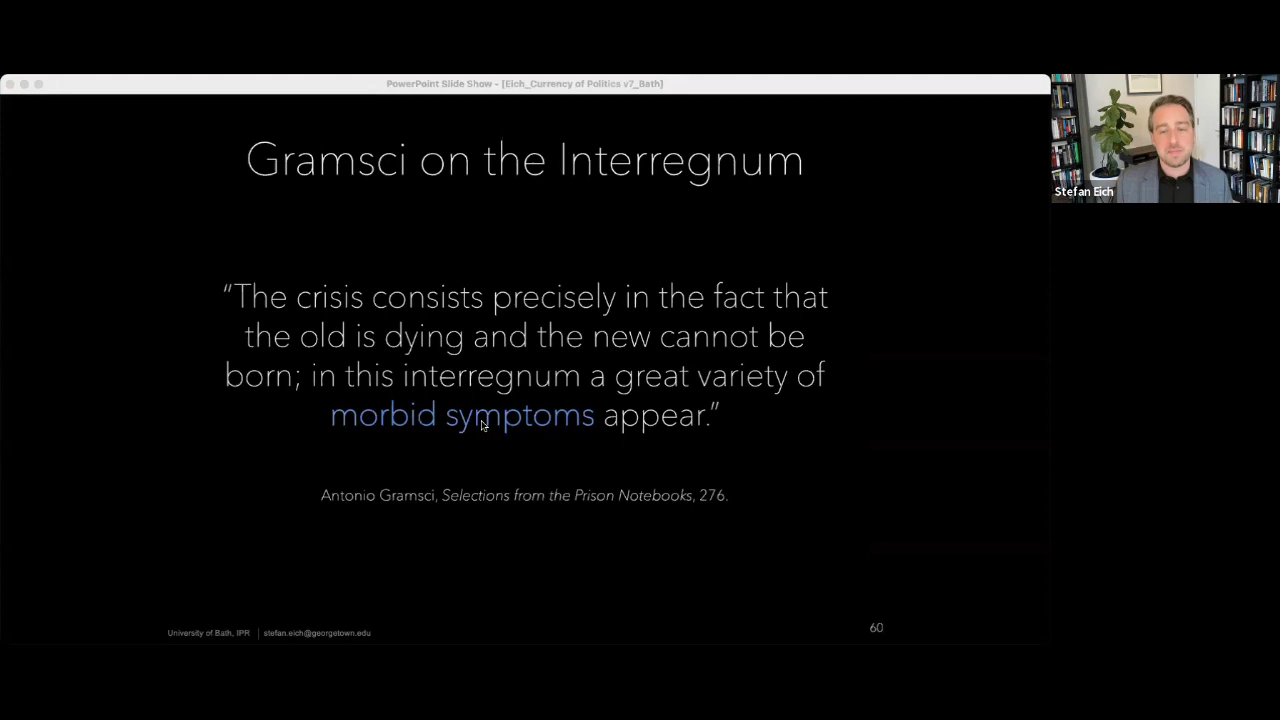 PowerPoint Slide Show - [Eich_Currency of Politics v7_Bath]
Gramsci on the Interregnum
“The crisis consists precisely in the fact that
the old is dying and the new cannot be
born; in this interregnum a great variety of
morbid symptoms appear.”
Antonio Gramsci, Selections from the Prison Notebooks, 276.
University of Bath, IPR | stefan.eich@georgetown.edu
60
Stefan Eich